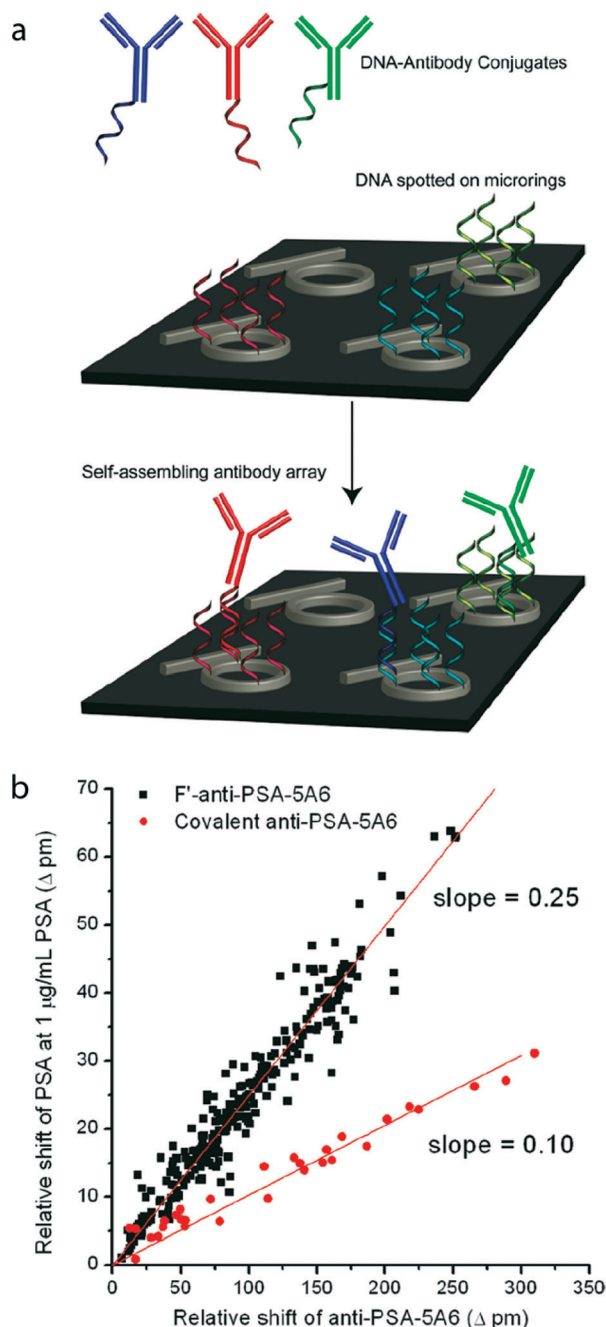 a
DNA-Antibody Conjugates
DNA spotted on microrings
Self-assembling antibody array
b
F'-anti-PSA-5A6
Covalent anti-PSA-5A6
slope = 0.25
slope = 0.10
Relative shift of PSA at 1 µg/mL PSA (Δ pm)
70
60
50
40
30
20
10
0
0 50 100 150 200 250 300 350
Relative shift of anti-PSA-5A6 (Δ pm)